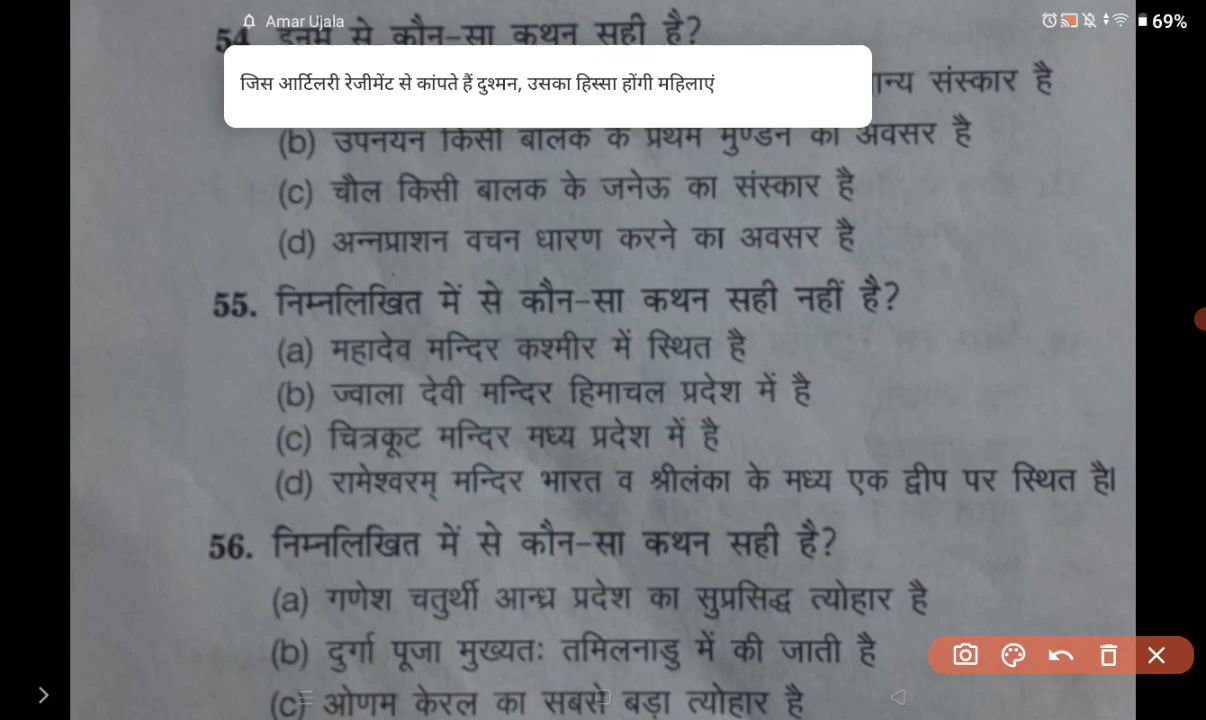 Amar Ujala
69%
54 इनमें से कौन-सा कथन सही है?
जिस आर्टिलरी रेजीमेंट से कांपते हैं दुश्मन, उसका हिस्सा होंगी महिलाएं
संस्कार है
(b) उपनयन किसी बालक के प्रथम मुण्डन का अवसर है
(c) चौल किसी बालक के जनेऊ का संस्कार है
(d) अन्नप्राशन वचन धारण करने का अवसर है
55. निम्नलिखित में से कौन-सा कथन सही नहीं है?
(a) महादेव मन्दिर कश्मीर में स्थित है
(b) ज्वाला देवी मन्दिर हिमाचल प्रदेश में है
(c) चित्रकूट मन्दिर मध्य प्रदेश में है
(d) रामेश्वरम् मन्दिर भारत व श्रीलंका के मध्य एक द्वीप पर स्थित है।
56. निम्नलिखित में से कौन-सा कथन सही है?
(a) गणेश चतुर्थी आन्ध्र प्रदेश का सुप्रसिद्ध त्योहार है
(b) दुर्गा पूजा मुख्यतः तमिलनाडु में की जाती है
(c) ओणम केरल का सबसे बड़ा त्योहार है